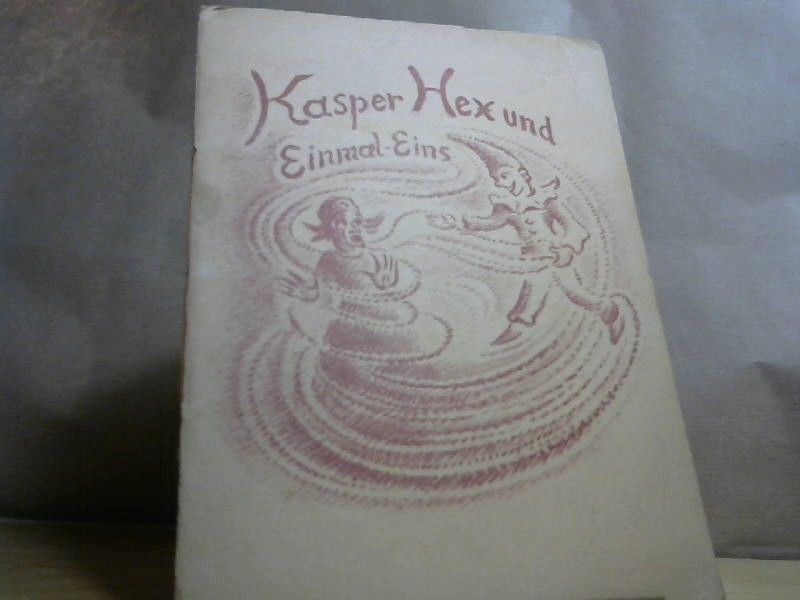 Kasper Hex und
Einmal-Eins